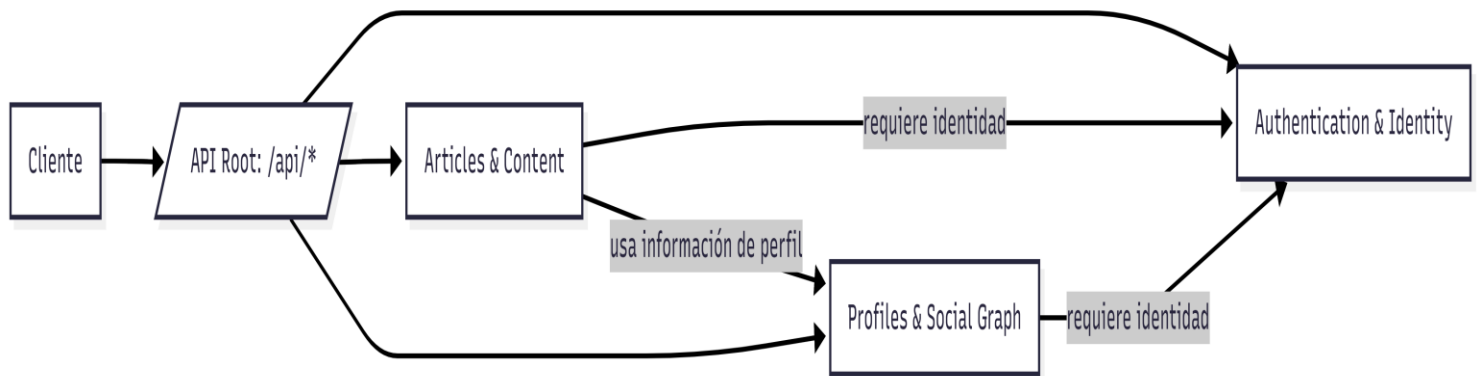 Cliente
API Root: /api/*
Articles & Content
requiere identidad
Authentication & Identity
usa información de perfil
Profiles & Social Graph
requiere identidad